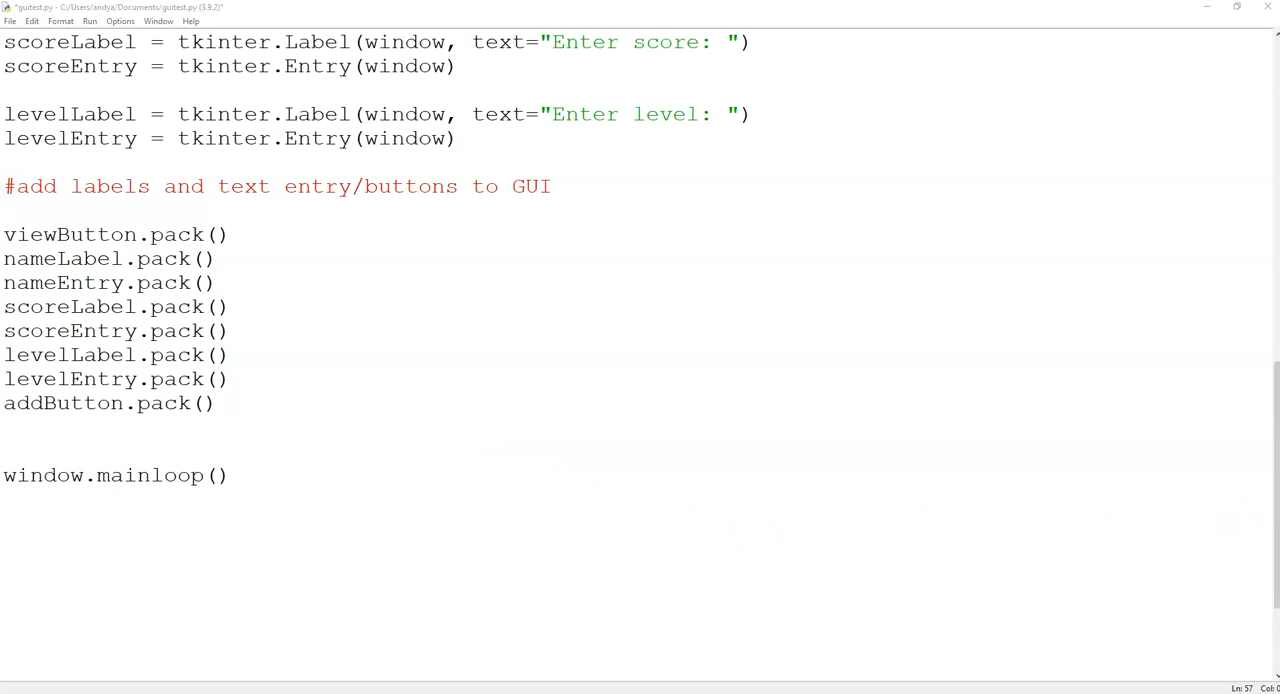 *guitest.py - C:/Users/andya/Documents/guitest.py (3.9.2)*
File Edit Format Run Options Window Help
scoreLabel = tkinter.Label(window, text="Enter score: ")
scoreEntry = tkinter.Entry(window)
levelLabel = tkinter.Label(window, text="Enter level: ")
levelEntry = tkinter.Entry(window)
#add labels and text entry/buttons to GUI
viewButton.pack()
nameLabel.pack()
nameEntry.pack()
scoreLabel.pack()
scoreEntry.pack()
levelLabel.pack()
levelEntry.pack()
addButton.pack()
window.mainloop()
Ln: 57 Col: 0